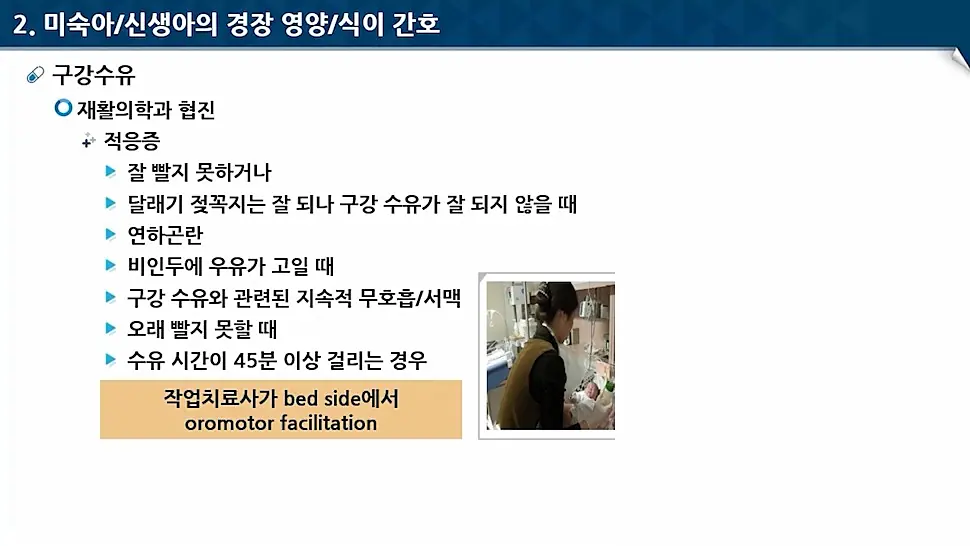 2. 미숙아/신생아의 경장 영양/식이 간호
구강수유
재활의학과 협진
적응증
잘 빨지 못하거나
달래기 젖꼭지는 잘 되나 구강 수유가 잘 되지 않을 때
연하곤란
비인두에 우유가 고일 때
구강 수유와 관련된 지속적 무호흡/서맥
오래 빨지 못할 때
수유 시간이 45분 이상 걸리는 경우
작업치료사가 bed side에서
oromotor facilitation